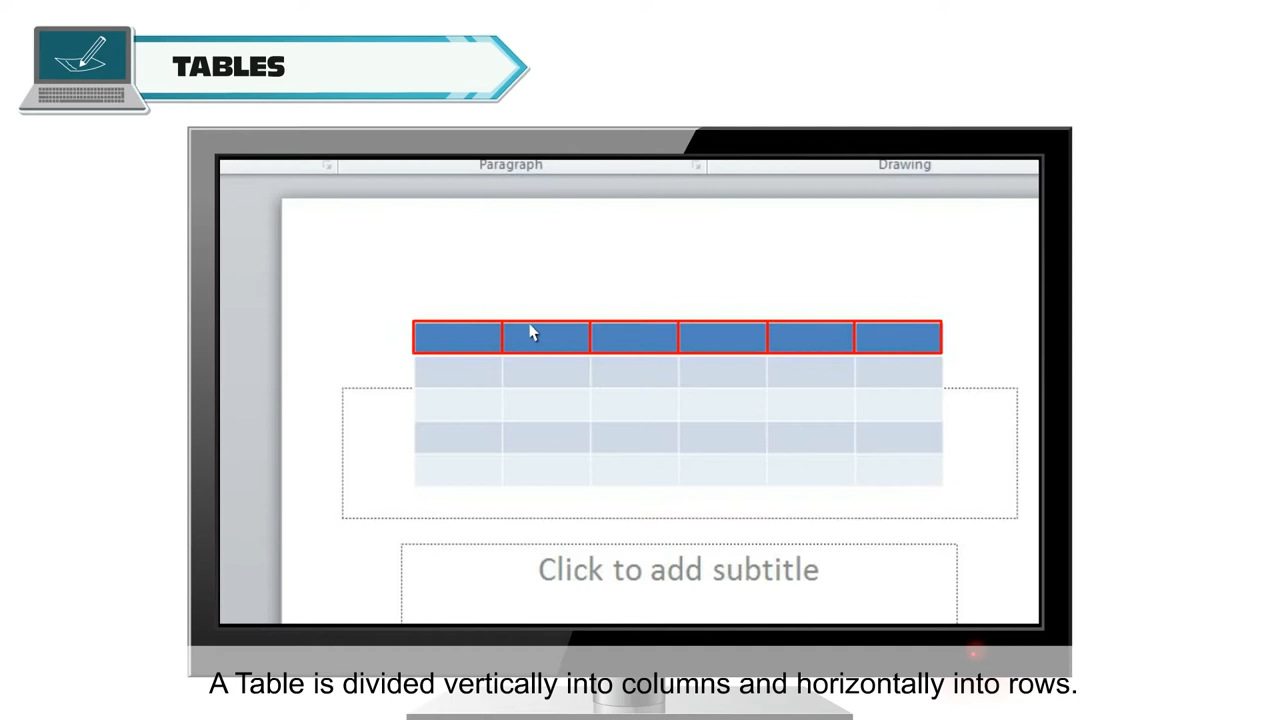 TABLES
Paragraph
Drawing
Click to add subtitle
A Table is divided vertically into columns and horizontally into rows.